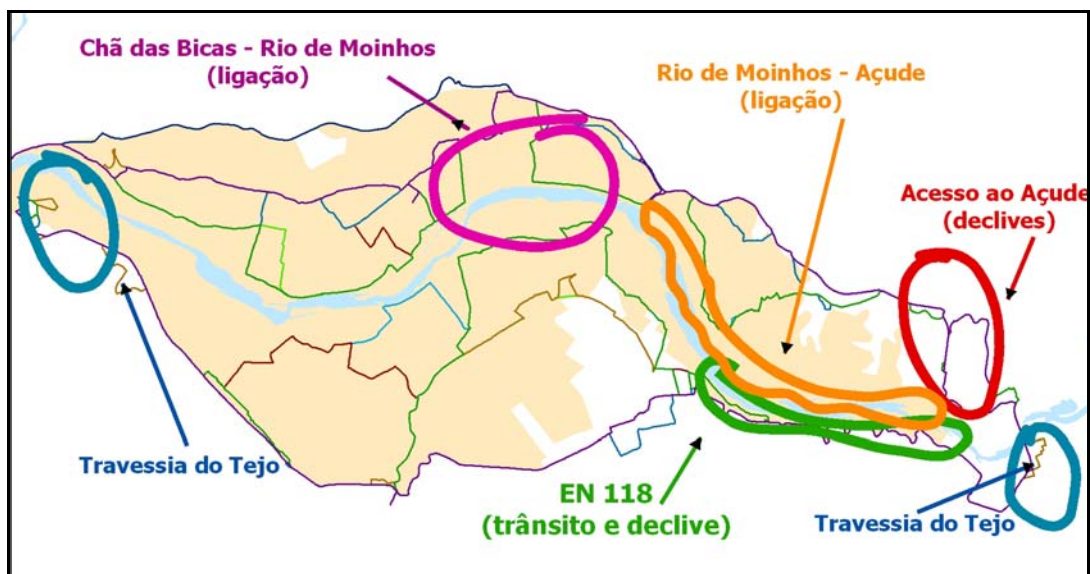 Chã das Bicas - Rio de Moinhos
(ligação)
Rio de Moinhos - Açude
(ligação)
Acesso ao Açude
(declives)
Travessia do Tejo
EN 118
(trânsito e declive)
Travessia do Tejo